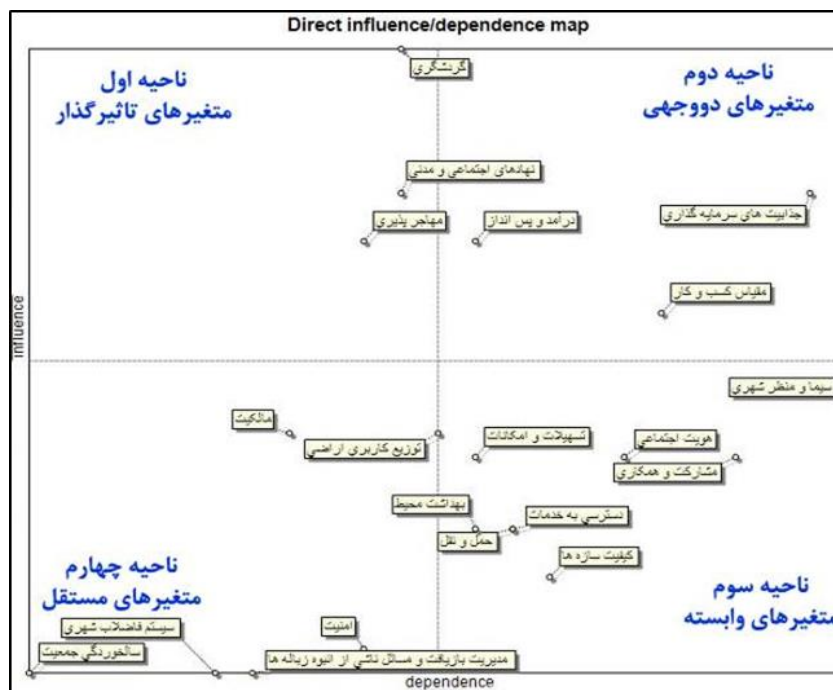 Direct influence/dependence map
گردشگری
ناحیه اول
متغیرهای تاثیرگذار
ناحیه دوم
متغیرهای دووجهی
نهادهای اجتماعی و مدنی
مهاجر پذیری
درآمد و پس انداز
جذابیت های سرمایه گذاری
مقیاس کسب و کار
influence
سیما و منظر شهری
مالکیت
توزیع کاربری اراضی
تسهیلات و امکانات
هویت اجتماعی
مشارکت و همکاری
بهداشت محیط
دسترسی به خدمات
حمل و نقل
کیفیت سازه ها
ناحیه چهارم
متغیرهای مستقل
ناحیه سوم
متغیرهای وابسته
سیستم فاضلاب شهری
امنیت
سالخوردگی جمعیت
مدیریت بازیافت و مسائل ناشی از انبوه زباله ها
dependence